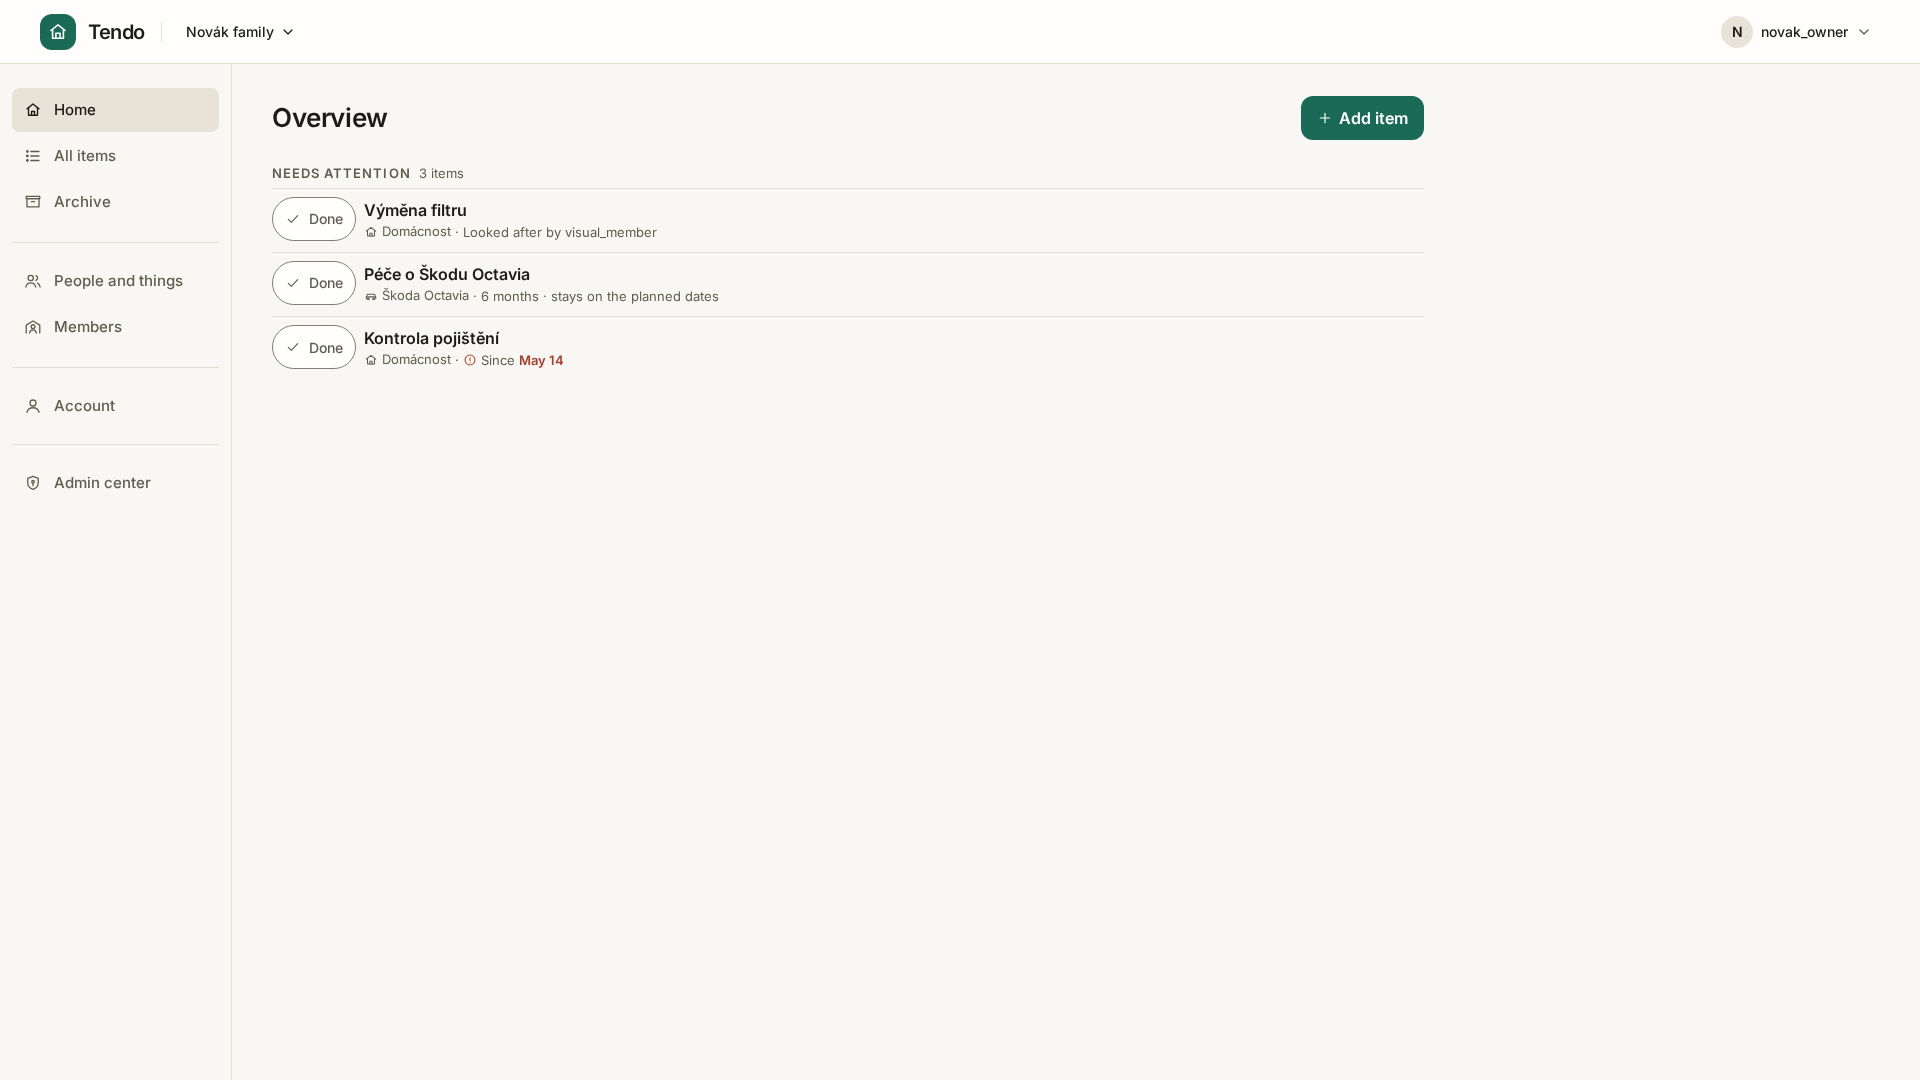 Tendo
Novák family
N
novak_owner
Home
All items
Archive
People and things
Members
Account
Admin center
Overview
+ Add item
NEEDS ATTENTION 3 items
Done
Výměna filtru
Domácnost · Looked after by visual_member
Done
Péče o Škodu Octavia
Škoda Octavia · 6 months · stays on the planned dates
Done
Kontrola pojištění
Domácnost · Since May 14